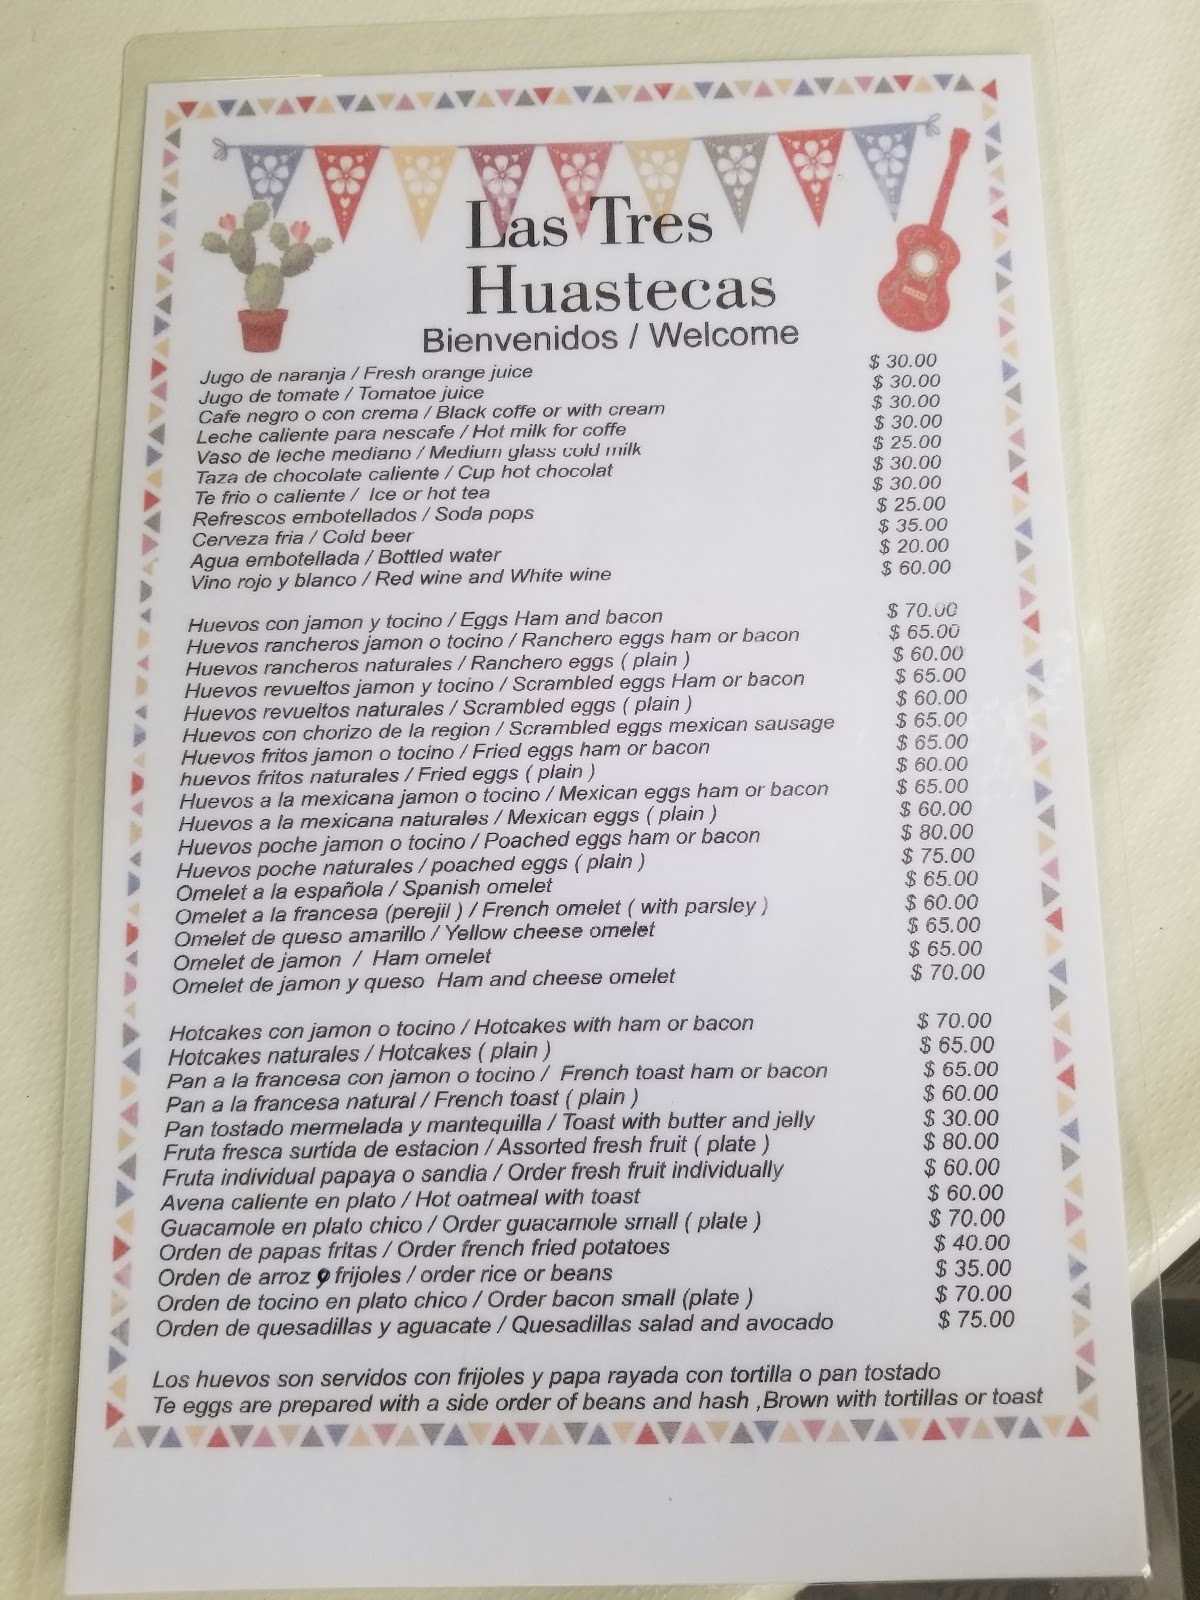 Las Tres
Huastecas
Bienvenidos / Welcome
Jugo de naranja / Fresh orange juice $ 30.00
Jugo de tomate / Tomatoe juice $ 30.00
Cafe negro o con crema / Black coffe or with cream $ 30.00
Leche caliente para nescafe / Hot milk for coffe $ 30.00
Vaso de leche mediano / Medium glass cold milk $ 25.00
Taza de chocolate caliente / Cup hot chocolat $ 30.00
Te frio o caliente / Ice or hot tea $ 30.00
Refrescos embotellados / Soda pops $ 25.00
Cerveza fria / Cold beer $ 35.00
Agua embotellada / Bottled water $ 20.00
Vino rojo y blanco / Red wine and White wine $ 60.00
Huevos con jamon y tocino / Eggs Ham and bacon $ 70.00
Huevos rancheros jamon o tocino / Ranchero eggs ham or bacon $ 65.00
Huevos rancheros naturales / Ranchero eggs ( plain ) $ 60.00
Huevos revueltos jamon y tocino / Scrambled eggs Ham or bacon $ 65.00
Huevos revueltos naturales / Scrambled eggs ( plain ) $ 60.00
Huevos con chorizo de la region / Scrambled eggs mexican sausage $ 65.00
Huevos fritos jamon o tocino / Fried eggs ham or bacon $ 65.00
huevos fritos naturales / Fried eggs ( plain ) $ 60.00
Huevos a la mexicana jamon o tocino / Mexican eggs ham or bacon $ 65.00
Huevos a la mexicana naturales / Mexican eggs ( plain ) $ 60.00
Huevos poche jamon o tocino / Poached eggs ham or bacon $ 80.00
Huevos poche naturales / poached eggs ( plain ) $ 75.00
Omelet a la española / Spanish omelet $ 65.00
Omelet a la francesa (perejil ) / French omelet ( with parsley ) $ 60.00
Omelet de queso amarillo / Yellow cheese omelet $ 65.00
Omelet de jamon / Ham omelet $ 65.00
Omelet de jamon y queso Ham and cheese omelet $ 70.00
Hotcakes con jamon o tocino / Hotcakes with ham or bacon $ 70.00
Hotcakes naturales / Hotcakes ( plain ) $ 65.00
Pan a la francesa con jamon o tocino / French toast ham or bacon $ 65.00
Pan a la francesa natural / French toast ( plain ) $ 60.00
Pan tostado mermelada y mantequilla / Toast with butter and jelly $ 30.00
Fruta fresca surtida de estacion / Assorted fresh fruit ( plate ) $ 80.00
Fruta individual papaya o sandia / Order fresh fruit individually $ 60.00
Avena caliente en plato / Hot oatmeal with toast $ 60.00
Guacamole en plato chico / Order guacamole small ( plate ) $ 70.00
Orden de papas fritas / Order french fried potatoes $ 40.00
Orden de arroz o frijoles / order rice or beans $ 35.00
Orden de tocino en plato chico / Order bacon small (plate ) $ 70.00
Orden de quesadillas y aguacate / Quesadillas salad and avocado $ 75.00
Los huevos son servidos con frijoles y papa rayada con tortilla o pan tostado
Te eggs are prepared with a side order of beans and hash ,Brown with tortillas or toast